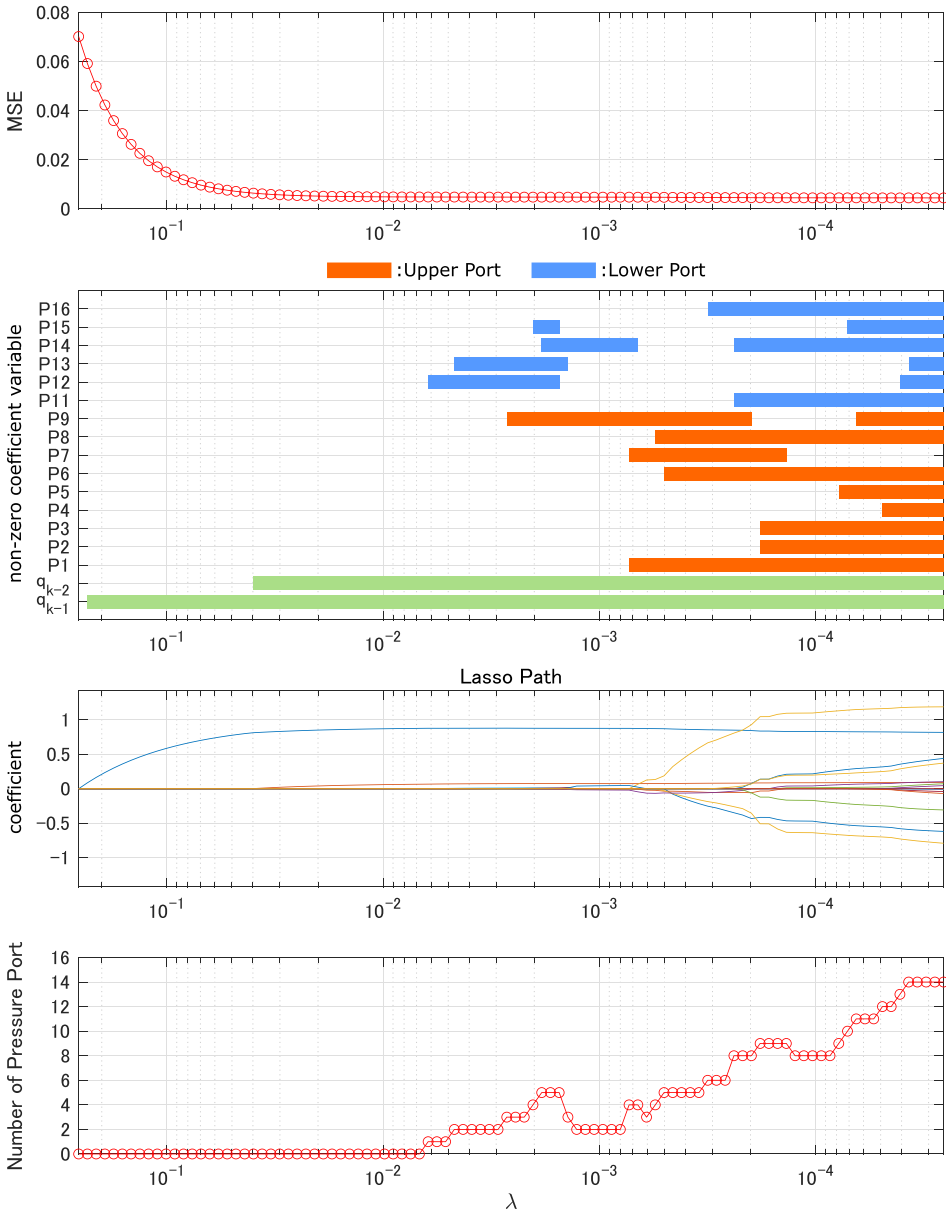 0.08
0.06
0.04
0.02
0
MSE
10⁻¹ 10⁻² 10⁻³ 10⁻⁴
:Upper Port :Lower Port
P16
P15
P14
P13
P12
P11
P9
P8
P7
P6
P5
P4
P3
P2
P1
qₖ₋₂
qₖ₋₁
non-zero coefficient variable
10⁻¹ 10⁻² 10⁻³ 10⁻⁴
Lasso Path
1
0.5
0
−0.5
−1
coefficient
10⁻¹ 10⁻² 10⁻³ 10⁻⁴
16
14
12
10
8
6
4
2
0
Number of Pressure Port
10⁻¹ 10⁻² 10⁻³ 10⁻⁴
λ